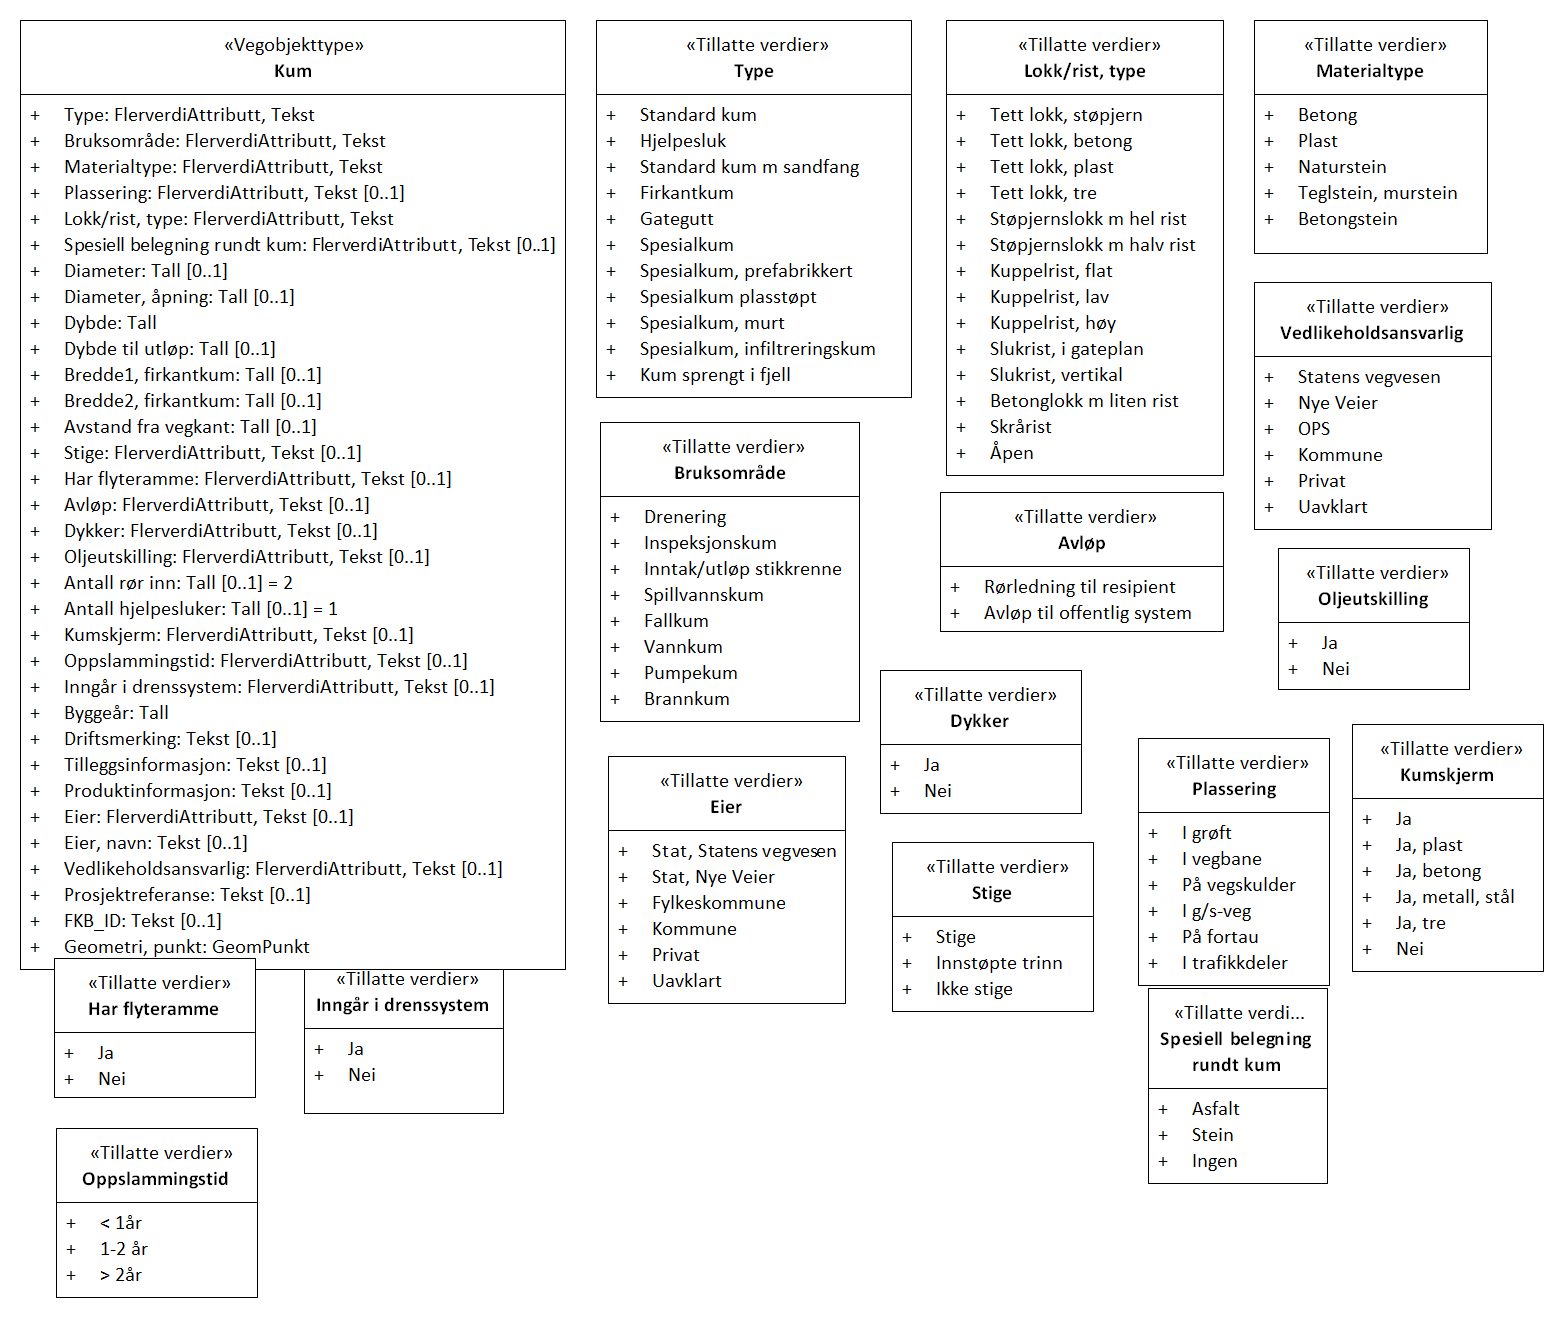 «Vegobjekttype»
Kum
+ Type: FlerverdiAttributt, Tekst
+ Bruksområde: FlerverdiAttributt, Tekst
+ Materialtype: FlerverdiAttributt, Tekst
+ Plassering: FlerverdiAttributt, Tekst [0..1]
+ Lokk/rist, type: FlerverdiAttributt, Tekst
+ Spesiell belegning rundt kum: FlerverdiAttributt, Tekst [0..1]
+ Diameter: Tall [0..1]
+ Diameter, åpning: Tall [0..1]
+ Dybde: Tall
+ Dybde til utløp: Tall [0..1]
+ Bredde1, firkantkum: Tall [0..1]
+ Bredde2, firkantkum: Tall [0..1]
+ Avstand fra vegkant: Tall [0..1]
+ Stige: FlerverdiAttributt, Tekst [0..1]
+ Har flyteramme: FlerverdiAttributt, Tekst [0..1]
+ Avløp: FlerverdiAttributt, Tekst [0..1]
+ Dykker: FlerverdiAttributt, Tekst [0..1]
+ Oljeutskilling: FlerverdiAttributt, Tekst [0..1]
+ Antall rør inn: Tall [0..1] = 2
+ Antall hjelpesluker: Tall [0..1] = 1
+ Kumskjerm: FlerverdiAttributt, Tekst [0..1]
+ Oppslammingstid: FlerverdiAttributt, Tekst [0..1]
+ Inngår i drenssystem: FlerverdiAttributt, Tekst [0..1]
+ Byggeår: Tall
+ Driftsmerking: Tekst [0..1]
+ Tilleggsinformasjon: Tekst [0..1]
+ Produktinformasjon: Tekst [0..1]
+ Eier: FlerverdiAttributt, Tekst [0..1]
+ Eier, navn: Tekst [0..1]
+ Vedlikeholdsansvarlig: FlerverdiAttributt, Tekst [0..1]
+ Prosjektreferanse: Tekst [0..1]
+ FKB_ID: Tekst [0..1]
+ Geometri, punkt: GeomPunkt
«Tillatte verdier»
Har flyteramme
+ Ja
+ Nei
«Tillatte verdier»
Inngår i drenssystem
+ Ja
+ Nei
«Tillatte verdier»
Oppslammingstid
+ < 1år
+ 1-2 år
+ > 2år
«Tillatte verdier»
Type
+ Standard kum
+ Hjelpesluk
+ Standard kum m sandfang
+ Firkantkum
+ Gategutt
+ Spesialkum
+ Spesialkum, prefabrikkert
+ Spesialkum plasstøpt
+ Spesialkum, murt
+ Spesialkum, infiltreringskum
+ Kum sprengt i fjell
«Tillatte verdier»
Bruksområde
+ Drenering
+ Inspeksjonskum
+ Inntak/utløp stikkrenne
+ Spillvannskum
+ Fallkum
+ Vannkum
+ Pumpekum
+ Brannkum
«Tillatte verdier»
Eier
+ Stat, Statens vegvesen
+ Stat, Nye Veier
+ Fylkeskommune
+ Kommune
+ Privat
+ Uavklart
«Tillatte verdier»
Lokk/rist, type
+ Tett lokk, støpjern
+ Tett lokk, betong
+ Tett lokk, plast
+ Tett lokk, tre
+ Støpjernslokk m hel rist
+ Støpjernslokk m halv rist
+ Kuppelrist, flat
+ Kuppelrist, lav
+ Kuppelrist, høy
+ Slukrist, i gateplan
+ Slukrist, vertikal
+ Betonglokk m liten rist
+ Skrårist
+ Åpen
«Tillatte verdier»
Avløp
+ Rørledning til resipient
+ Avløp til offentlig system
«Tillatte verdier»
Dykker
+ Ja
+ Nei
«Tillatte verdier»
Stige
+ Stige
+ Innstøpte trinn
+ Ikke stige
«Tillatte verdier»
Materialtype
+ Betong
+ Plast
+ Naturstein
+ Teglstein, murstein
+ Betongstein
«Tillatte verdier»
Vedlikeholdsansvarlig
+ Statens vegvesen
+ Nye Veier
+ OPS
+ Kommune
+ Privat
+ Uavklart
«Tillatte verdier»
Oljeutskilling
+ Ja
+ Nei
«Tillatte verdier»
Plassering
+ I grøft
+ I vegbane
+ På vegskulder
+ I g/s-veg
+ På fortau
+ I trafikkdeler
«Tillatte verdier»
Kumskjerm
+ Ja
+ Ja, plast
+ Ja, betong
+ Ja, metall, stål
+ Ja, tre
+ Nei
«Tillatte verdi...
Spesiell belegning
rundt kum
+ Asfalt
+ Stein
+ Ingen